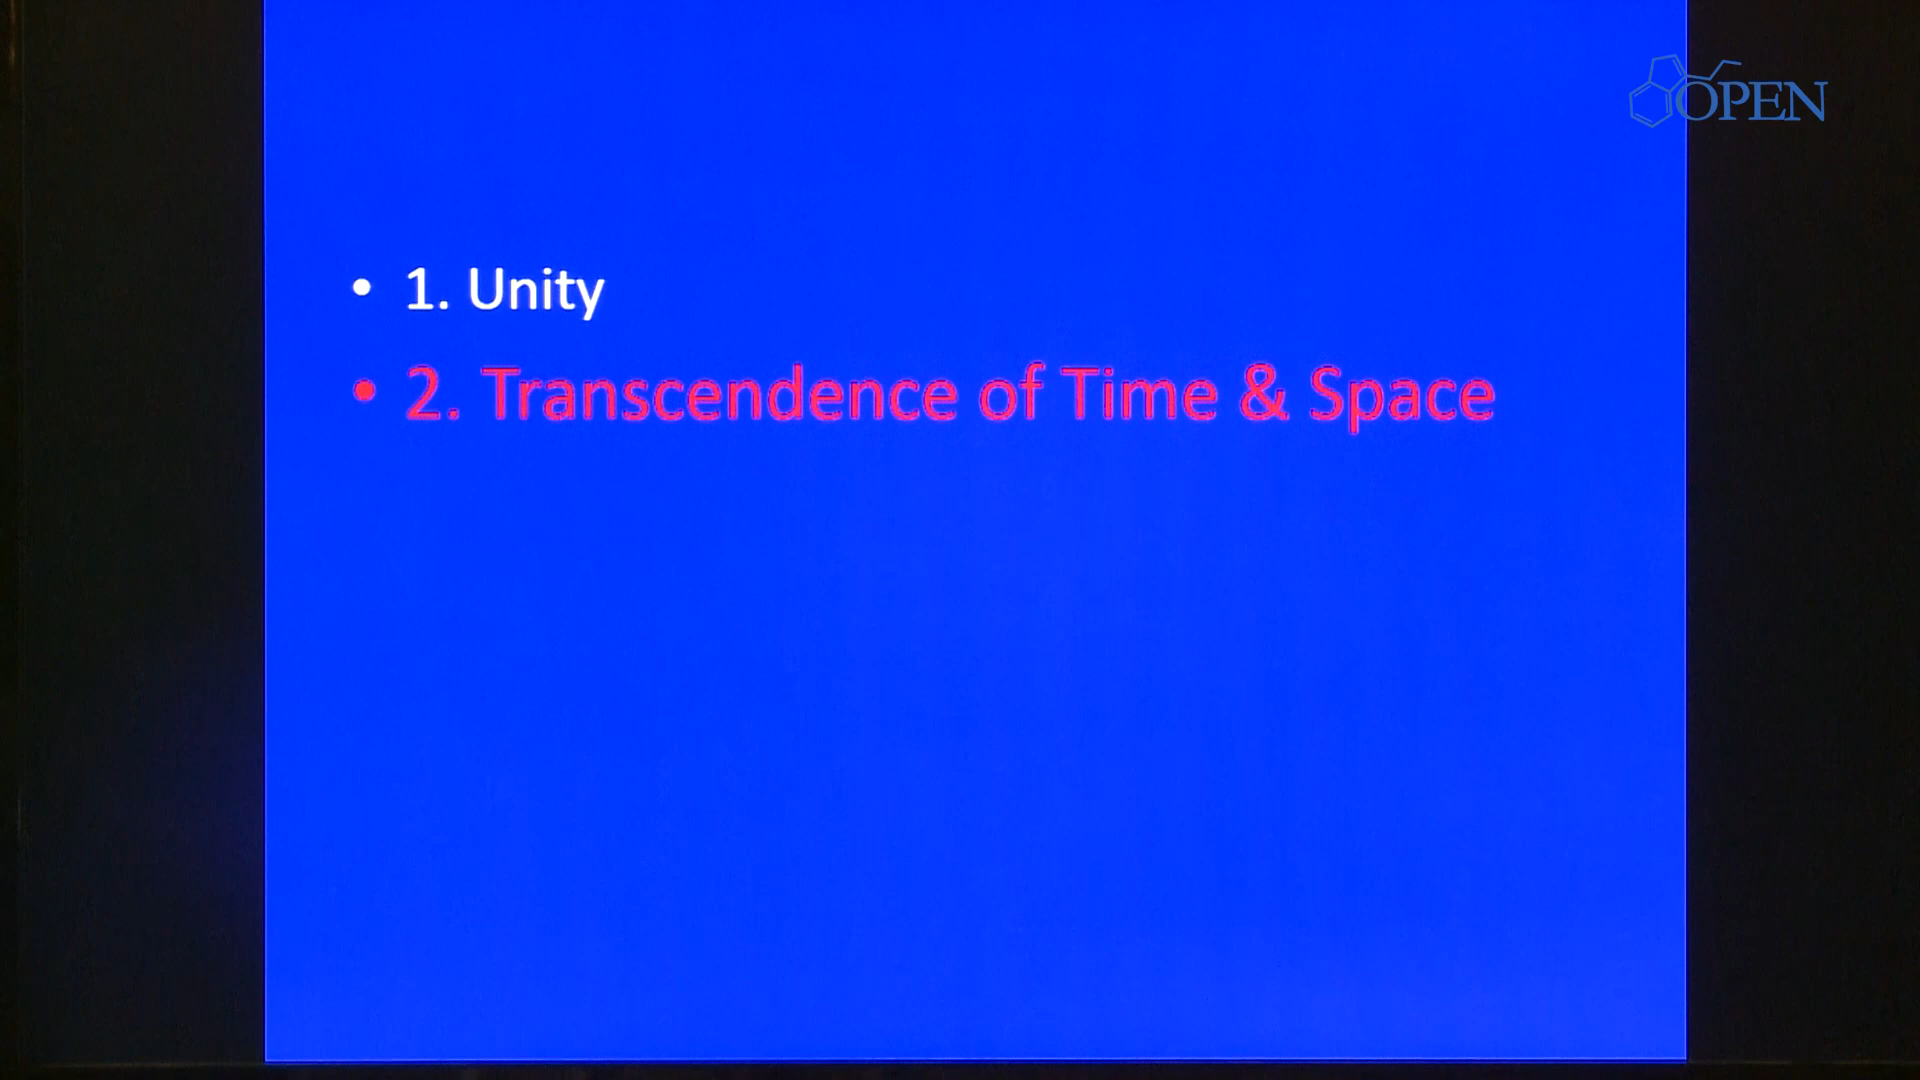 OPEN
• 1. Unity
• 2. Transcendence of Time & Space